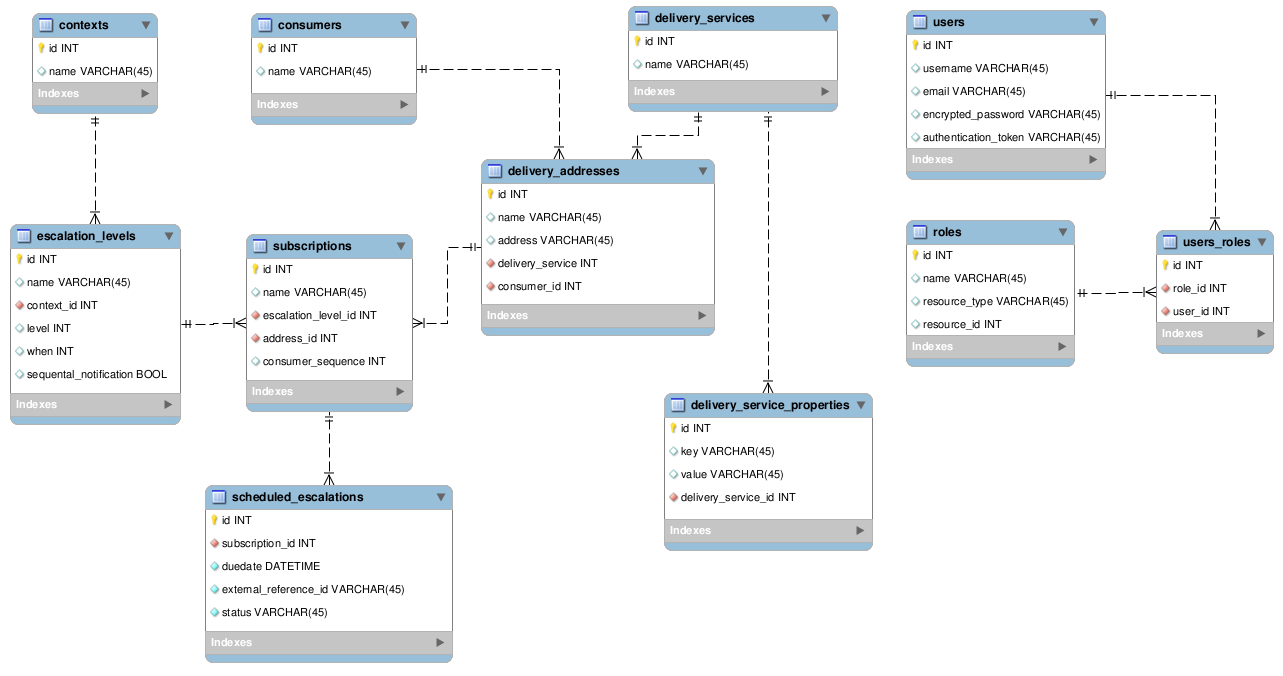 contexts
id INT
name VARCHAR(45)
Indexes
consumers
id INT
name VARCHAR(45)
Indexes
delivery_services
id INT
name VARCHAR(45)
Indexes
users
id INT
username VARCHAR(45)
email VARCHAR(45)
encrypted_password VARCHAR(45)
authentication_token VARCHAR(45)
Indexes
delivery_addresses
id INT
name VARCHAR(45)
address VARCHAR(45)
delivery_service INT
consumer_id INT
Indexes
escalation_levels
id INT
name VARCHAR(45)
context_id INT
level INT
when INT
sequental_notification BOOL
Indexes
subscriptions
id INT
name VARCHAR(45)
escalation_level_id INT
address_id INT
consumer_sequence INT
Indexes
roles
id INT
name VARCHAR(45)
resource_type VARCHAR(45)
resource_id INT
Indexes
users_roles
id INT
role_id INT
user_id INT
Indexes
delivery_service_properties
id INT
key VARCHAR(45)
value VARCHAR(45)
delivery_service_id INT
Indexes
scheduled_escalations
id INT
subscription_id INT
duedate DATETIME
external_reference_id VARCHAR(45)
status VARCHAR(45)
Indexes